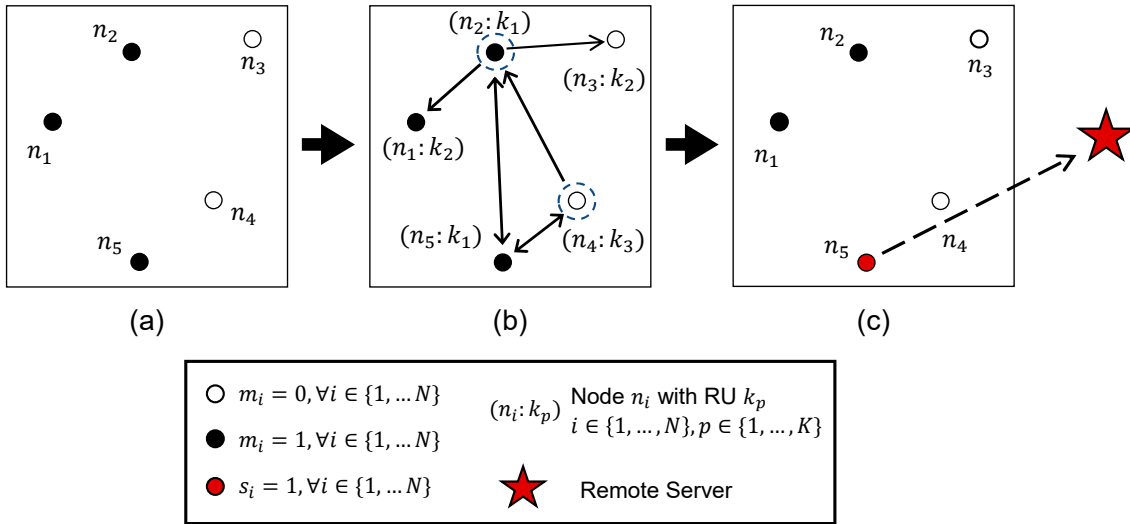 n₂
n₃
n₁
n₄
n₅
(a)
(n₂: k₁)
(n₃: k₂)
(n₁: k₂)
(n₅: k₁)
(n₄: k₃)
(b)
n₂
n₃
n₁
n₄
n₅
(c)
mᵢ = 0, ∀i ∈ {1, … N}
mᵢ = 1, ∀i ∈ {1, … N}
sᵢ = 1, ∀i ∈ {1, … N}
(nᵢ: kₚ) Node nᵢ with RU kₚ
i ∈ {1, …, N}, p ∈ {1, …, K}
Remote Server